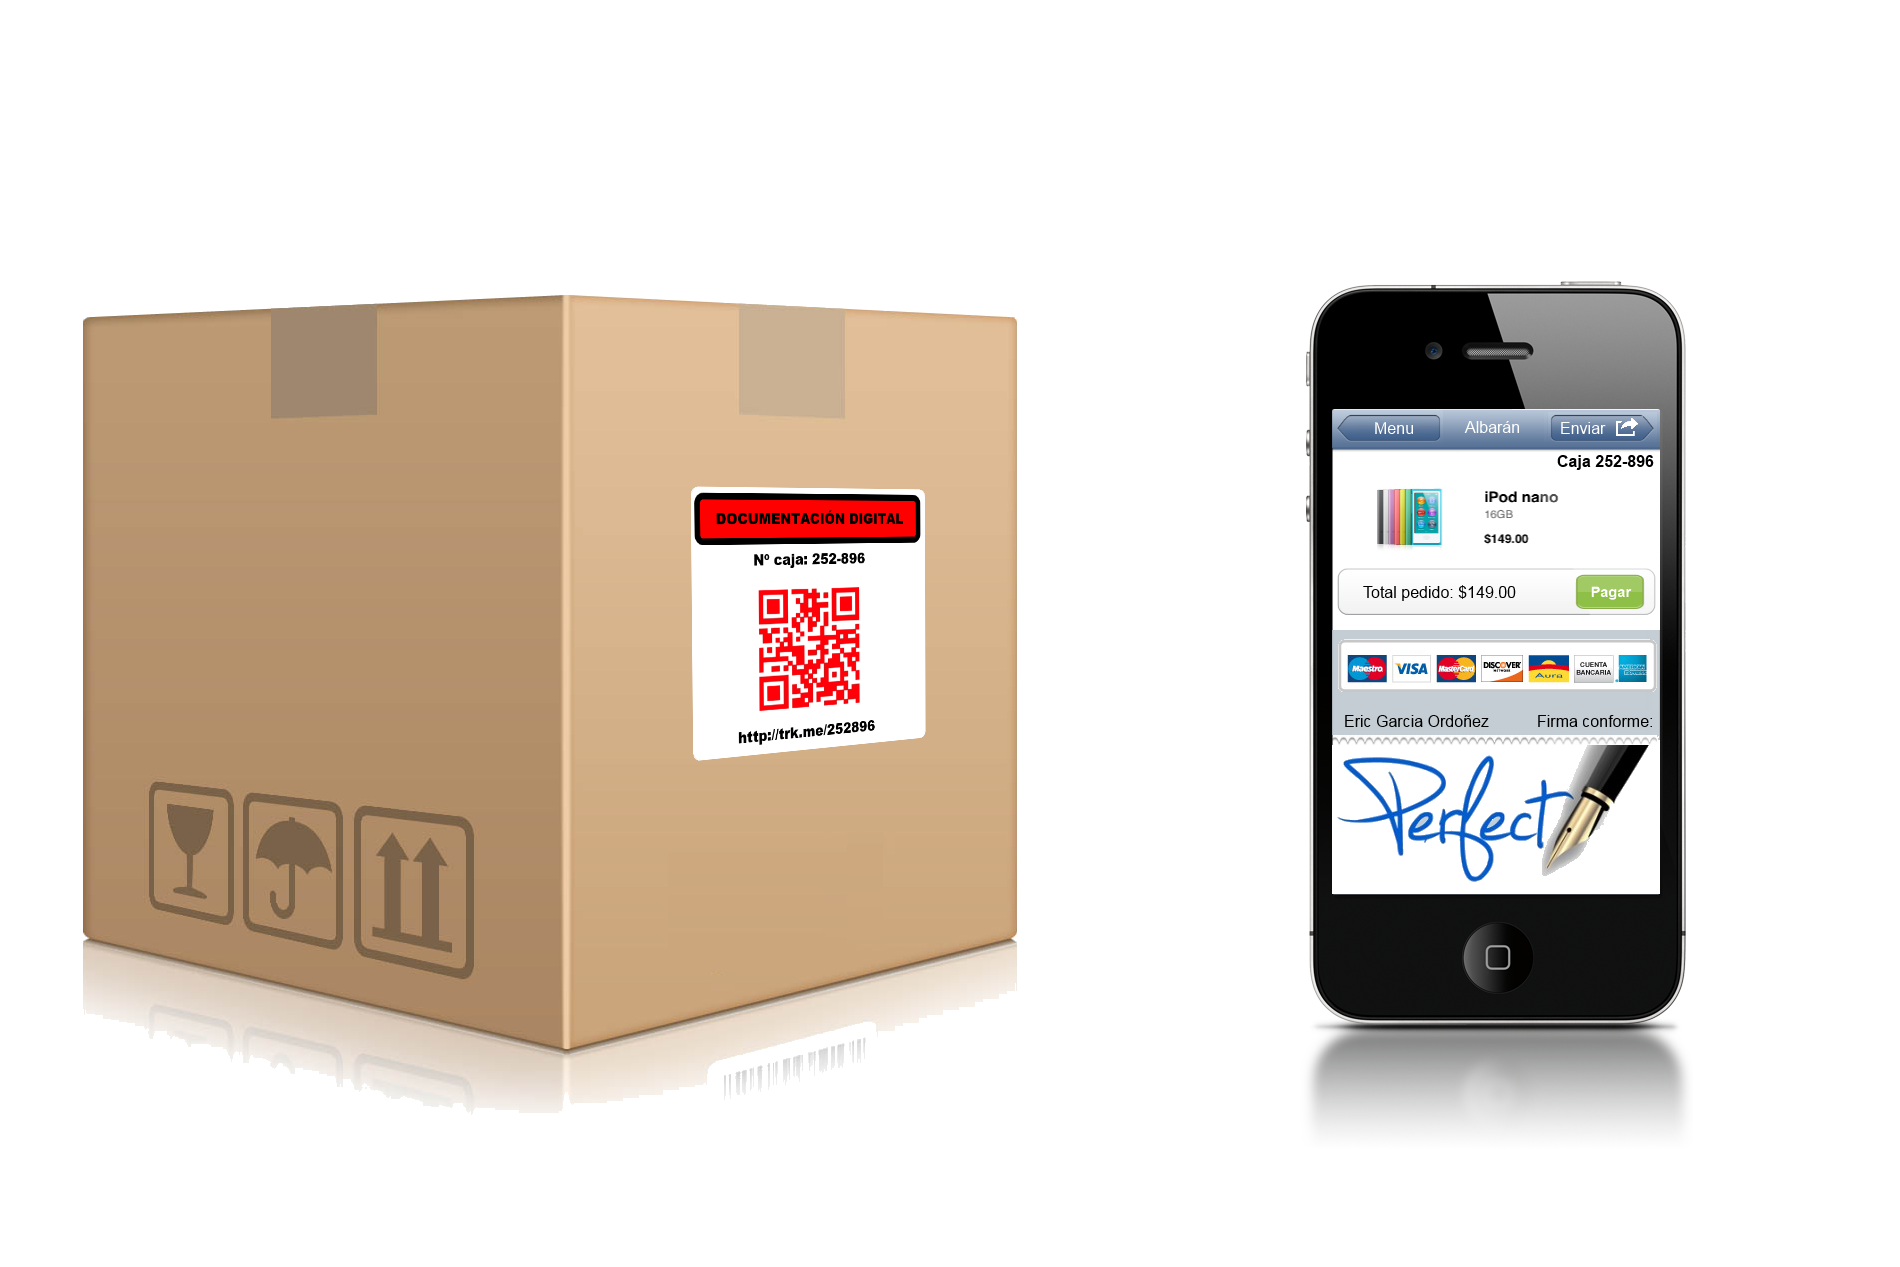 DOCUMENTACIÓN DIGITAL
Nº caja: 252-896
http://trk.me/252896
Menu
Albarán
Enviar
Caja 252-896
iPod nano
16GB
$149.00
Total pedido: $149.00
Pagar
Maestro
VISA
MasterCard
DISCOVER
NETWORK
Aura
CUENTA
BANCARIA
Eric Garcia Ordoñez
Firma conforme:
Perfect